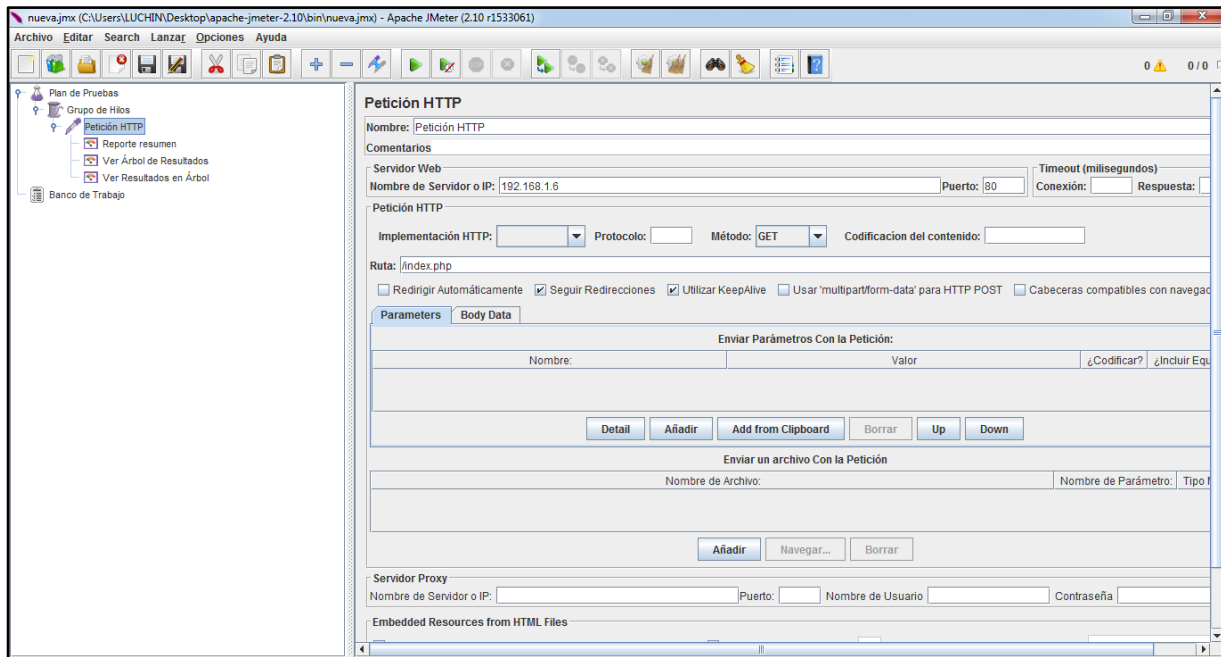 nueva.jmx (C:\Users\LUCHIN\Desktop\apache-jmeter-2.10\bin\nueva.jmx) - Apache JMeter (2.10 r1533061)
Archivo Editar Search Lanzar Opciones Ayuda
0 0 / 0
Plan de Pruebas
Grupo de Hilos
Petición HTTP
Reporte resumen
Ver Árbol de Resultados
Ver Resultados en Árbol
Banco de Trabajo
Petición HTTP
Nombre: Petición HTTP
Comentarios
Servidor Web
Nombre de Servidor o IP: 192.168.1.6 Puerto: 80
Timeout (milisegundos)
Conexión: Respuesta:
Petición HTTP
Implementación HTTP: Protocolo: Método: GET Codificacion del contenido:
Ruta: /index.php
Redirigir Automáticamente Seguir Redirecciones Utilizar KeepAlive Usar 'multipart/form-data' para HTTP POST Cabeceras compatibles con navegad
Parameters Body Data
Enviar Parámetros Con la Petición:
Nombre: Valor ¿Codificar? ¿Incluir Equ
Detail Añadir Add from Clipboard Borrar Up Down
Enviar un archivo Con la Petición
Nombre de Archivo: Nombre de Parámetro: Tipo
Añadir Navegar... Borrar
Servidor Proxy
Nombre de Servidor o IP: Puerto: Nombre de Usuario Contraseña
Embedded Resources from HTML Files